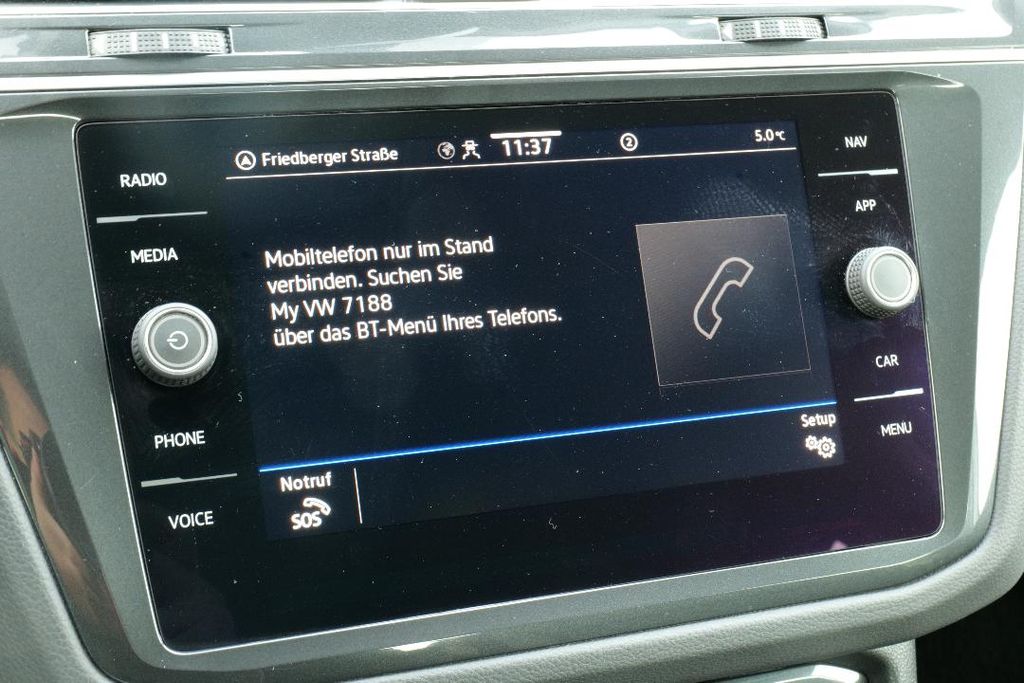 Friedberger Straße
11:37
2
5.0°C
RADIO
MEDIA
PHONE
VOICE
Mobiltelefon nur im Stand
verbinden. Suchen Sie
My VW 7188
über das BT-Menü Ihres Telefons.
Notruf
SOS
Setup
NAV
APP
CAR
MENU